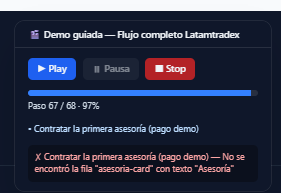 🎬 Demo guiada — Flujo completo Latamtradex
▶ Play ⏸ Pausa ⏹ Stop
Paso 67 / 68 · 97%
• Contratar la primera asesoría (pago demo)
✗ Contratar la primera asesoría (pago demo) — No se
encontró la fila "asesoria-card" con texto "Asesoría"